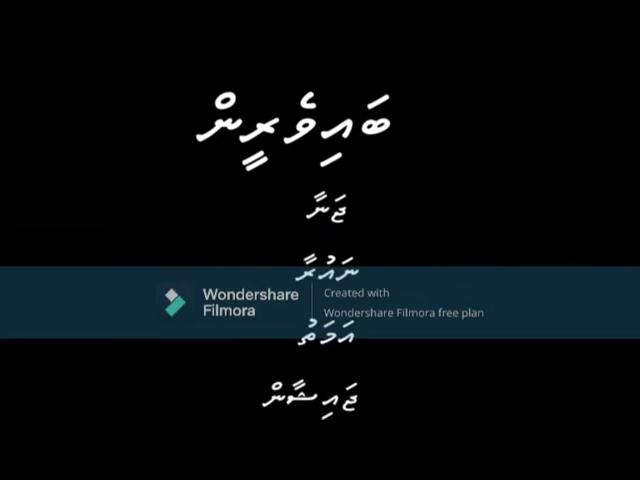 ބައިވެރީން
ޖަނާ
ނައުރާ
Wondershare
Filmora
Created with
Wondershare Filmora free plan
އަމަތު
ޖައިޝާން